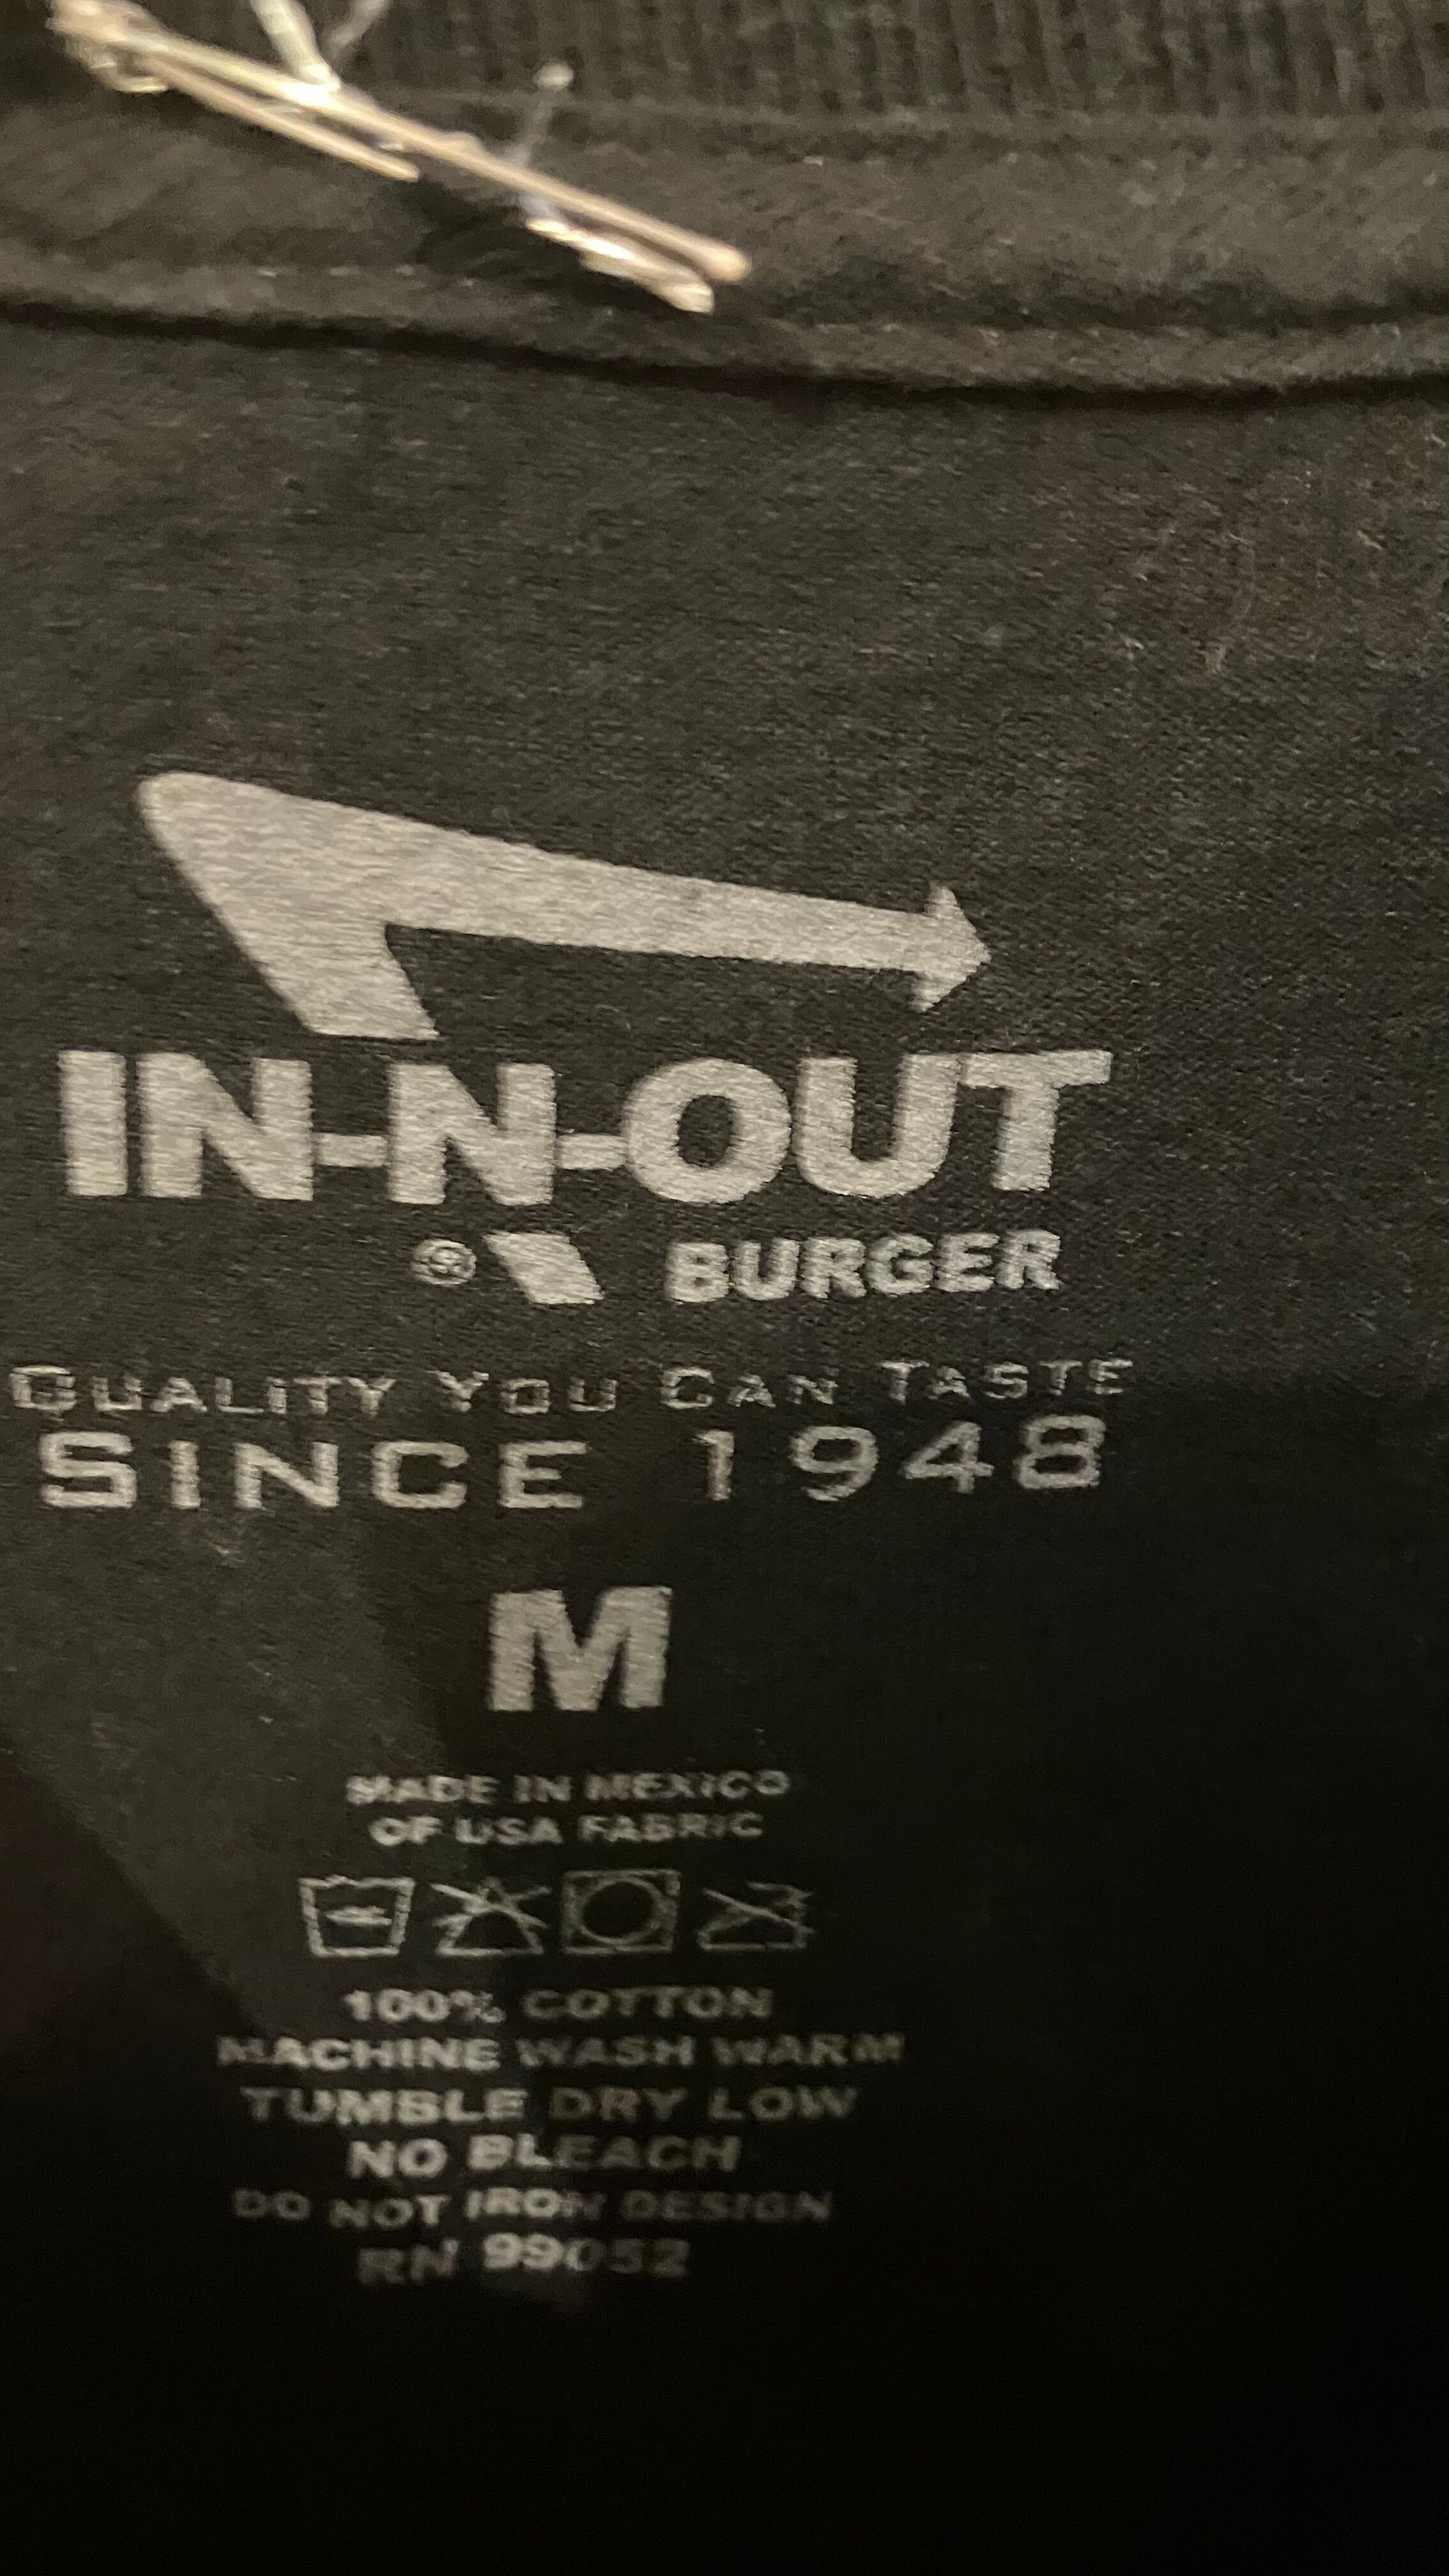 IN-N-OUT
® BURGER
QUALITY YOU CAN TASTE
SINCE 1948
M
MADE IN MEXICO
OF USA FABRIC
100% COTTON
MACHINE WASH WARM
TUMBLE DRY LOW
NO BLEACH
DO NOT IRON DESIGN
RN 99052